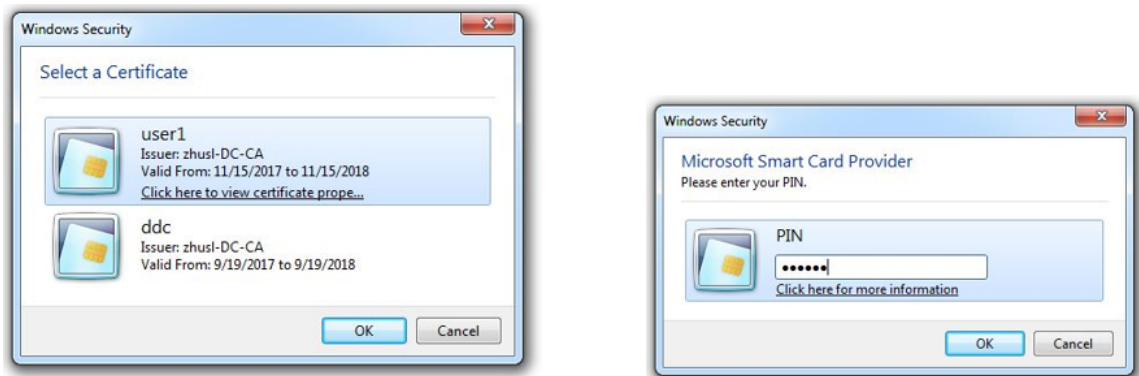 Windows Security
Select a Certificate
user1
Issuer: zhusl-DC-CA
Valid From: 11/15/2017 to 11/15/2018
Click here to view certificate prope...
ddc
Issuer: zhusl-DC-CA
Valid From: 9/19/2017 to 9/19/2018
OK
Cancel
Windows Security
Microsoft Smart Card Provider
Please enter your PIN.
PIN
●●●●●●
Click here for more information
OK
Cancel